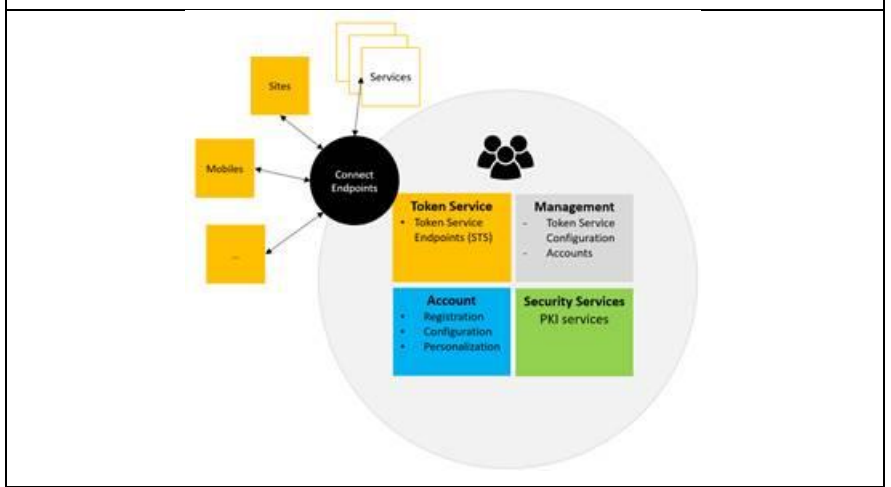 Services
Sites
Mobiles
...
Connect
Endpoints
Token Service
• Token Service
Endpoints (STS)
Management
- Token Service
Configuration
- Accounts
Account
• Registration
• Configuration
• Personalization
Security Services
PKI services